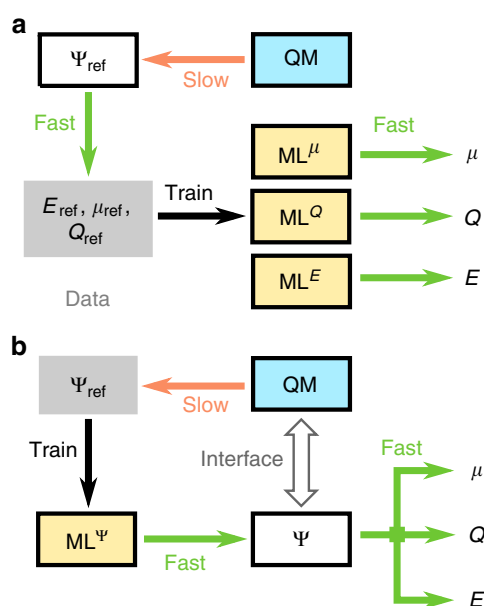 a
Ψref QM
Slow
Fast
Fast
MLμ μ
Eref, μref,
Qref
Train
MLQ Q
MLE E
Data
b
Ψref QM
Slow
Train
Interface
Fast
μ
MLΨ Ψ Q
Fast
E